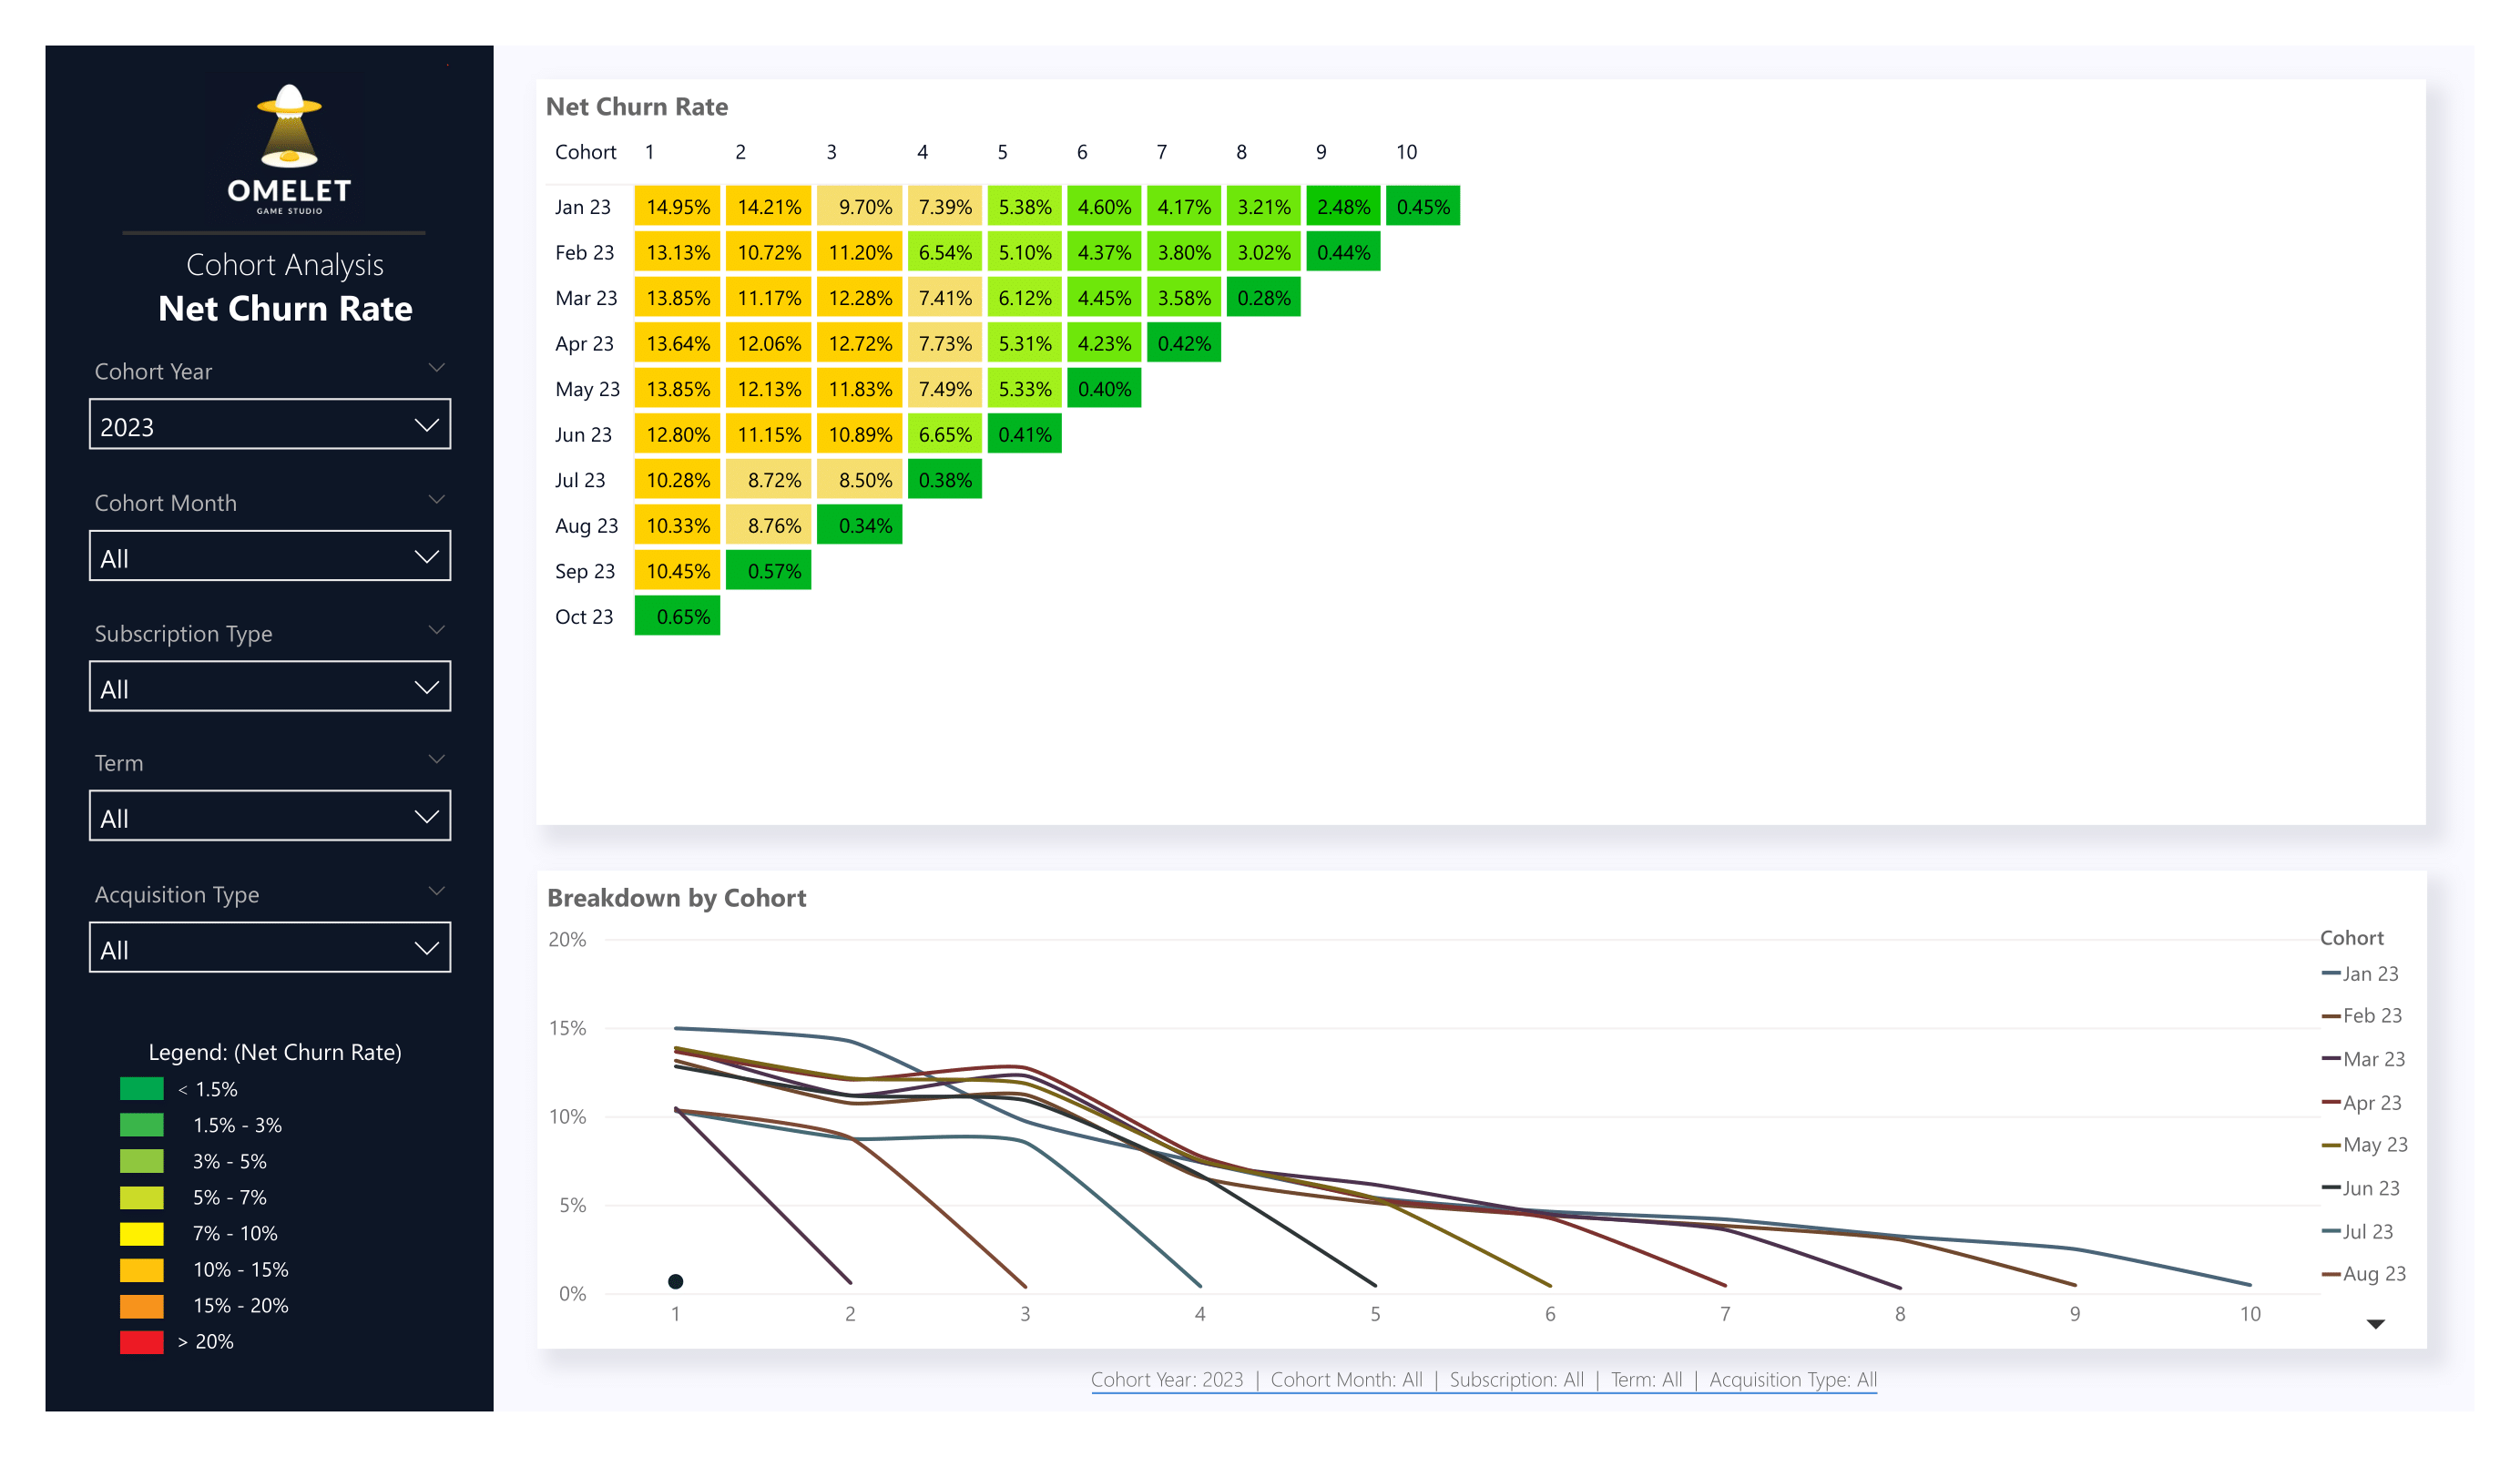 OMELET
GAME STUDIO
Cohort Analysis
Net Churn Rate
Cohort Year
2023
Cohort Month
All
Subscription Type
All
Term
All
Acquisition Type
All
Legend: (Net Churn Rate)
< 1.5%
1.5% - 3%
3% - 5%
5% - 7%
7% - 10%
10% - 15%
15% - 20%
> 20%
Net Churn Rate
Cohort 1 2 3 4 5 6 7 8 9 10
Jan 23 14.95% 14.21% 9.70% 7.39% 5.38% 4.60% 4.17% 3.21% 2.48% 0.45%
Feb 23 13.13% 10.72% 11.20% 6.54% 5.10% 4.37% 3.80% 3.02% 0.44%
Mar 23 13.85% 11.17% 12.28% 7.41% 6.12% 4.45% 3.58% 0.28%
Apr 23 13.64% 12.06% 12.72% 7.73% 5.31% 4.23% 0.42%
May 23 13.85% 12.13% 11.83% 7.49% 5.33% 0.40%
Jun 23 12.80% 11.15% 10.89% 6.65% 0.41%
Jul 23 10.28% 8.72% 8.50% 0.38%
Aug 23 10.33% 8.76% 0.34%
Sep 23 10.45% 0.57%
Oct 23 0.65%
Breakdown by Cohort
20%
15%
10%
5%
0%
1 2 3 4 5 6 7 8 9 10
Cohort
Jan 23
Feb 23
Mar 23
Apr 23
May 23
Jun 23
Jul 23
Aug 23
Cohort Year: 2023 | Cohort Month: All | Subscription: All | Term: All | Acquisition Type: All